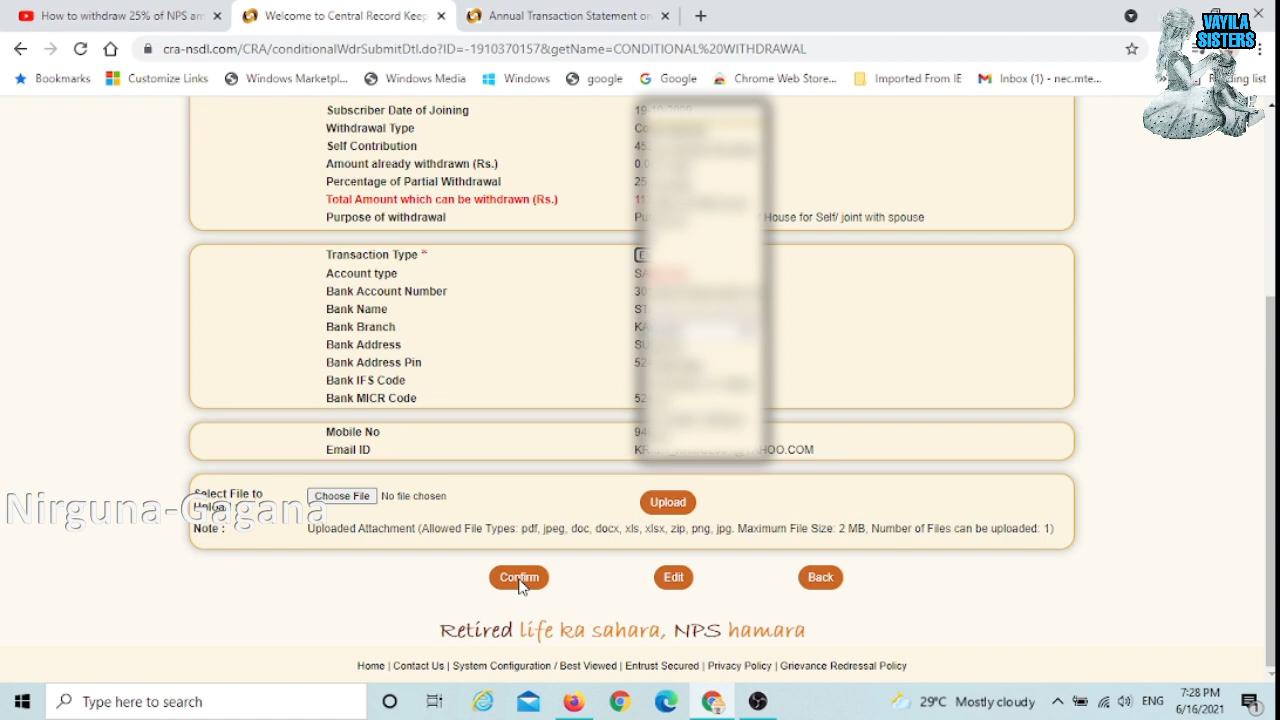 How to withdraw 25% of NPS am
Welcome to Central Record Keep
Annual Transaction Statement on
VAYILA
SISTERS
cra-nsdl.com/CRA/conditionalWdrSubmitDtl.do?ID=-1910370157&getName=CONDITIONAL%20WITHDRAWAL
Bookmarks Customize Links Windows Marketpl... Windows Media Windows google Google Chrome Web Store... Imported From IE Inbox (1) - nec.mte... » Reading list
Subscriber Date of Joining
Withdrawal Type
Self Contribution
Amount already withdrawn (Rs.)
Percentage of Partial Withdrawal 25
Total Amount which can be withdrawn (Rs.)
Purpose of withdrawal House for Self/ joint with spouse
Transaction Type *
Account type
Bank Account Number
Bank Name
Bank Branch
Bank Address
Bank Address Pin
Bank IFS Code
Bank MICR Code
Mobile No
Email ID
Select File to
Upload
Choose File No file chosen
Upload
Nirguna-Gagana
Note : Uploaded Attachment (Allowed File Types: pdf, jpeg, doc, docx, xls, xlsx, zip, png, jpg. Maximum File Size: 2 MB, Number of Files can be uploaded: 1)
Confirm Edit Back
Retired life ka sahara, NPS hamara
Home | Contact Us | System Configuration / Best Viewed | Entrust Secured | Privacy Policy | Grievance Redressal Policy
Type here to search
29°C Mostly cloudy
ENG
7:28 PM
6/16/2021